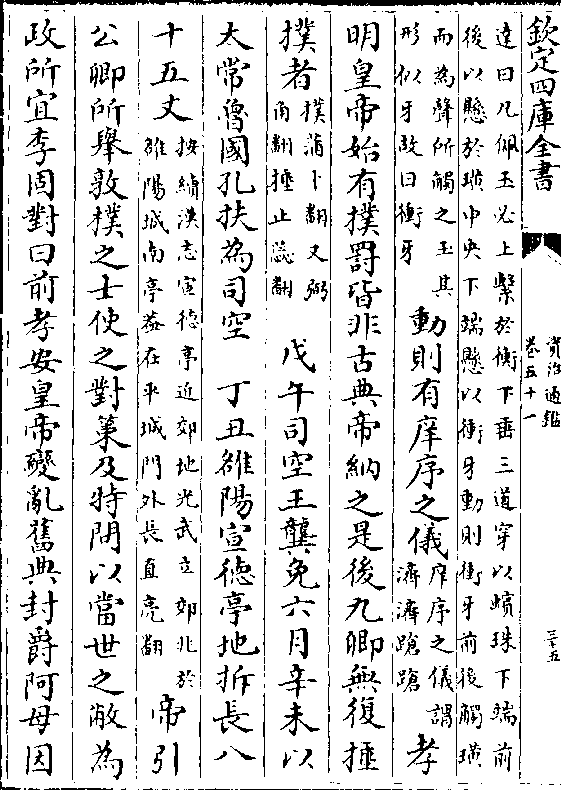 欽定四庫全書
資治通鑑
卷五十一
三十五
達曰凡佩玉必上繫於衡下垂三道穿以蠙珠下端前
後以懸於璜中央下端懸以衝牙動則衝牙前後觸璜
而為聲所觸之玉其
形似牙故曰衝牙
動則有庠序之儀
庠序之儀謂
濟濟蹌蹌
孝
明皇帝始有撲罰皆非古典帝納之是後九卿無復捶
撲者
撲蒲卜翻又弼
角翻捶止蘂翻
戊午司空王龔免六月辛未以
太常魯國孔扶為司空 丁丑雒陽宣德亭地拆長八
十五丈
按續漢志宣德亭近郊地光武立郊兆於
雒陽城南亭葢在平城門外長直亮翻
帝引
公卿所舉敦撲之士使之對策及特問以當世之敝為
政所宜李固對曰前孝安皇帝變亂舊典封爵阿母因